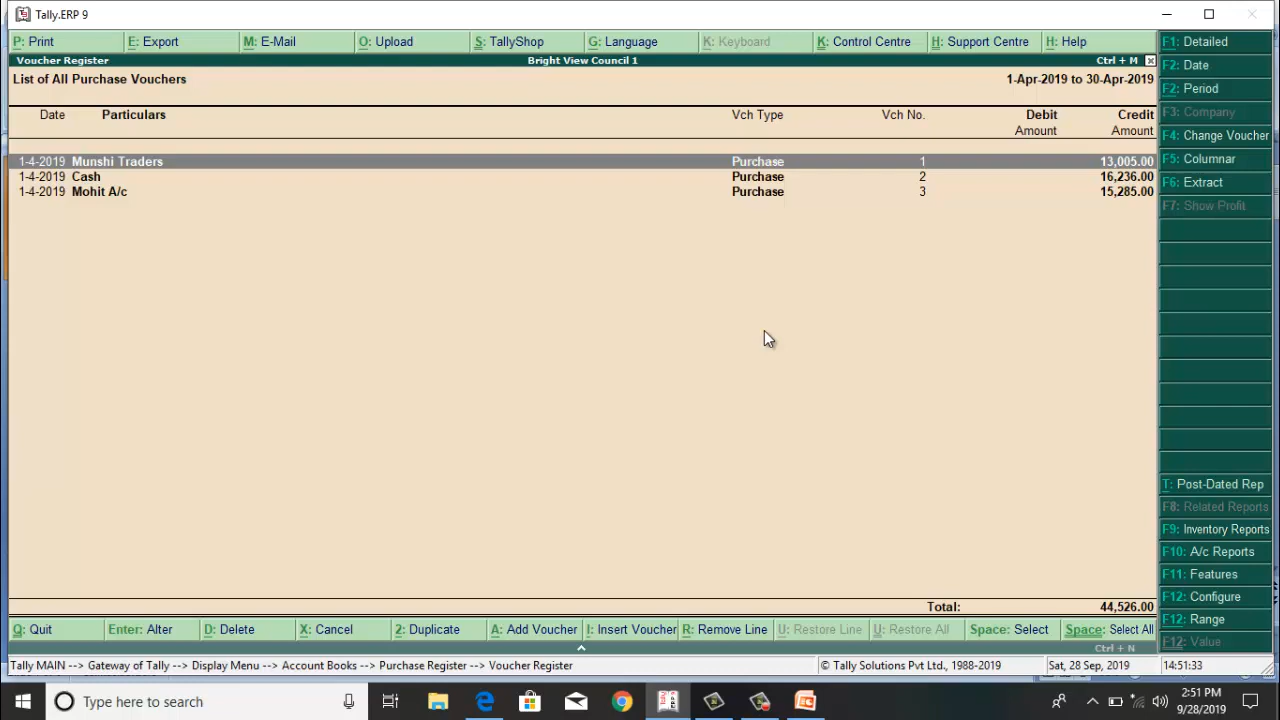 Tally.ERP 9
P: Print E: Export M: E-Mail O: Upload S: TallyShop G: Language K: Keyboard K: Control Centre H: Support Centre H: Help
Voucher Register Bright View Council 1 Ctrl + M
List of All Purchase Vouchers 1-Apr-2019 to 30-Apr-2019
Date Particulars Vch Type Vch No. Debit Credit
Amount Amount
1-4-2019 Munshi Traders Purchase 1 13,005.00
1-4-2019 Cash Purchase 2 16,236.00
1-4-2019 Mohit A/c Purchase 3 15,285.00
Total: 44,526.00
Q: Quit Enter: Alter D: Delete X: Cancel 2: Duplicate A: Add Voucher I: Insert Voucher R: Remove Line U: Restore Line U: Restore All Space: Select Space: Select All
Ctrl + N
Tally MAIN --> Gateway of Tally --> Display Menu --> Account Books --> Purchase Register --> Voucher Register © Tally Solutions Pvt Ltd., 1988-2019 Sat, 28 Sep, 2019 14:51:33
F1: Detailed
F2: Date
F2: Period
F3: Company
F4: Change Voucher
F5: Columnar
F6: Extract
F7: Show Profit
T: Post-Dated Rep
F8: Related Reports
F9: Inventory Reports
F10: A/c Reports
F11: Features
F12: Configure
F12: Range
F12: Value
Type here to search
2:51 PM
9/28/2019